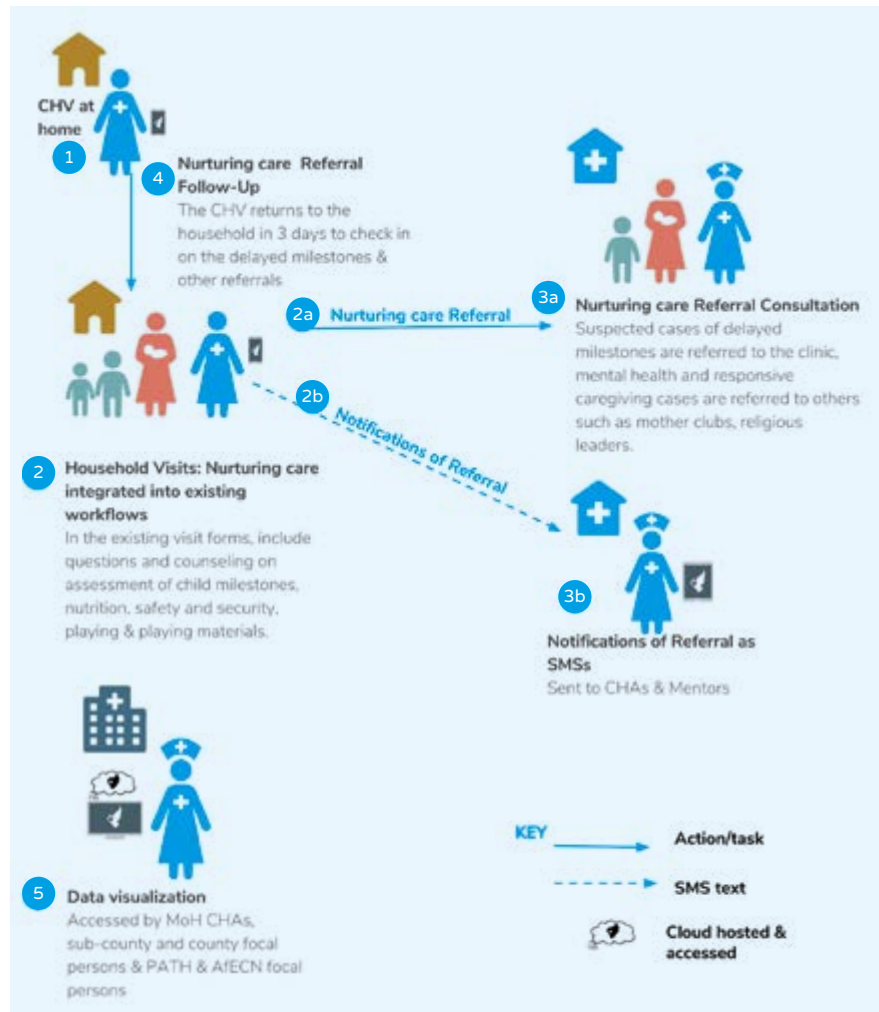 CHV at
home
1
4
Nurturing care Referral
Follow-Up
The CHV returns to the
household in 3 days to check in
on the delayed milestones &
other referrals
2a
Nurturing care Referral
3a
Nurturing care Referral Consultation
Suspected cases of delayed
milestones are referred to the clinic,
mental health and responsive
caregiving cases are referred to others
such as mother clubs, religious
leaders.
2b
Notifications of Referral
2
Household Visits: Nurturing care
integrated into existing
workflows
In the existing visit forms, include
questions and counseling on
assessment of child milestones,
nutrition, safety and security,
playing & playing materials.
3b
Notifications of Referral as
SMSs
Sent to CHAs & Mentors
5
Data visualization
Accessed by MoH CHAs,
sub-county and county focal
persons & PATH & AfECN focal
persons
KEY
Action/task
SMS text
Cloud hosted &
accessed